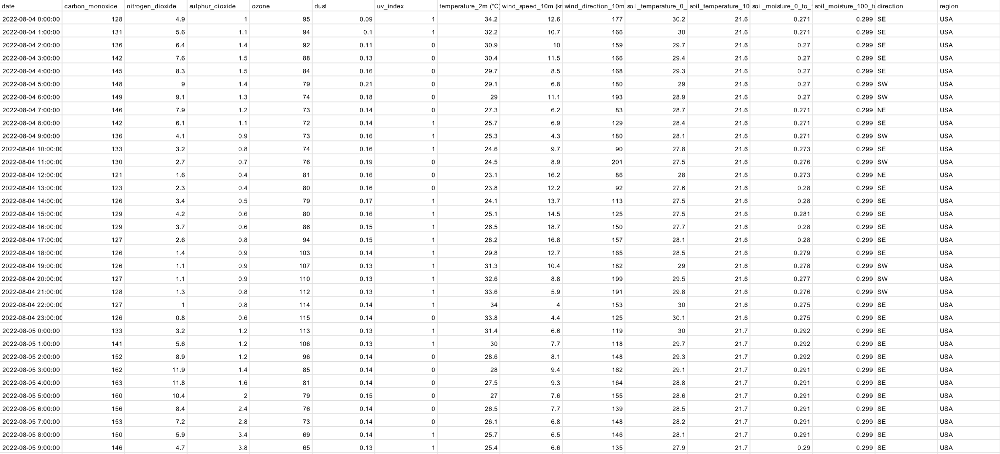 date carbon_monoxide nitrogen_dioxide sulphur_dioxide ozone dust uv_index temperature_2m (°C) wind_speed_10m (kr wind_direction_10m soil_temperature_0_ soil_temperature_10 soil_moisture_0_to_ soil_moisture_100_to direction region
2022-08-04 0:00:00 128 4.9 1 95 0.09 1 34.2 12.6 177 30.2 21.6 0.271 0.299 SE USA
2022-08-04 1:00:00 131 5.6 1.1 94 0.1 1 32.2 10.7 166 30 21.6 0.271 0.299 SE USA
2022-08-04 2:00:00 136 6.4 1.4 92 0.11 0 30.9 10 159 29.7 21.6 0.27 0.299 SE USA
2022-08-04 3:00:00 142 7.6 1.5 88 0.13 0 30.4 11.5 166 29.4 21.6 0.27 0.299 SE USA
2022-08-04 4:00:00 145 8.3 1.5 84 0.16 0 29.7 8.5 168 29.3 21.6 0.27 0.299 SE USA
2022-08-04 5:00:00 148 9 1.4 79 0.21 0 29.1 6.8 180 29 21.6 0.27 0.299 SW USA
2022-08-04 6:00:00 149 9.1 1.3 74 0.18 0 29 11.1 193 28.9 21.6 0.27 0.299 SW USA
2022-08-04 7:00:00 146 7.9 1.2 73 0.14 0 27.3 6.2 83 28.7 21.6 0.271 0.299 NE USA
2022-08-04 8:00:00 142 6.1 1.1 72 0.14 1 25.7 6.9 129 28.4 21.6 0.271 0.299 SE USA
2022-08-04 9:00:00 136 4.1 0.9 73 0.16 1 25.3 4.3 180 28.1 21.6 0.271 0.299 SW USA
2022-08-04 10:00:00 133 3.2 0.8 74 0.16 1 24.6 9.7 90 27.8 21.6 0.273 0.299 SE USA
2022-08-04 11:00:00 130 2.7 0.7 76 0.19 0 24.5 8.9 201 27.5 21.6 0.276 0.299 SW USA
2022-08-04 12:00:00 121 1.6 0.4 81 0.16 0 23.1 16.2 86 28 21.6 0.273 0.299 NE USA
2022-08-04 13:00:00 123 2.3 0.4 80 0.16 0 23.8 12.2 92 27.6 21.6 0.28 0.299 SE USA
2022-08-04 14:00:00 126 3.4 0.5 79 0.17 1 24.1 13.7 113 27.5 21.6 0.28 0.299 SE USA
2022-08-04 15:00:00 129 4.2 0.6 80 0.16 1 25.1 14.5 125 27.5 21.6 0.281 0.299 SE USA
2022-08-04 16:00:00 129 3.7 0.6 86 0.15 1 26.5 18.7 150 27.7 21.6 0.28 0.299 SE USA
2022-08-04 17:00:00 127 2.6 0.8 94 0.15 1 28.2 16.8 157 28.1 21.6 0.28 0.299 SE USA
2022-08-04 18:00:00 126 1.4 0.9 103 0.14 1 29.8 12.7 165 28.5 21.6 0.279 0.299 SE USA
2022-08-04 19:00:00 126 1.1 0.9 107 0.13 1 31.3 10.4 182 29 21.6 0.278 0.299 SW USA
2022-08-04 20:00:00 127 1.1 0.9 110 0.13 1 32.6 8.8 199 29.5 21.6 0.277 0.299 SW USA
2022-08-04 21:00:00 128 1.3 0.8 112 0.13 1 33.6 5.9 191 29.8 21.6 0.276 0.299 SW USA
2022-08-04 22:00:00 127 1 0.8 114 0.14 1 34 4 153 30 21.6 0.275 0.299 SE USA
2022-08-04 23:00:00 126 0.8 0.6 115 0.14 0 33.8 4.4 125 30.1 21.6 0.275 0.299 SE USA
2022-08-05 0:00:00 133 3.2 1.2 113 0.13 1 31.4 6.6 119 30 21.7 0.292 0.299 SE USA
2022-08-05 1:00:00 141 5.6 1.2 106 0.13 1 30 7.7 118 29.7 21.7 0.292 0.299 SE USA
2022-08-05 2:00:00 152 8.9 1.2 96 0.14 0 28.6 8.1 148 29.3 21.7 0.292 0.299 SE USA
2022-08-05 3:00:00 162 11.9 1.4 85 0.14 0 28 9.4 162 29.1 21.7 0.291 0.299 SE USA
2022-08-05 4:00:00 163 11.8 1.6 81 0.14 0 27.5 9.3 164 28.8 21.7 0.291 0.299 SE USA
2022-08-05 5:00:00 160 10.4 2 79 0.15 0 27 7.6 155 28.6 21.7 0.291 0.299 SE USA
2022-08-05 6:00:00 156 8.4 2.4 76 0.14 0 26.5 7.7 139 28.5 21.7 0.291 0.299 SE USA
2022-08-05 7:00:00 153 7.2 2.8 73 0.14 0 26.1 6.8 148 28.2 21.7 0.291 0.299 SE USA
2022-08-05 8:00:00 150 5.9 3.4 69 0.14 1 25.7 6.5 146 28.1 21.7 0.291 0.299 SE USA
2022-08-05 9:00:00 146 4.7 3.8 65 0.13 1 25.4 6.6 135 27.9 21.7 0.29 0.299 SE USA